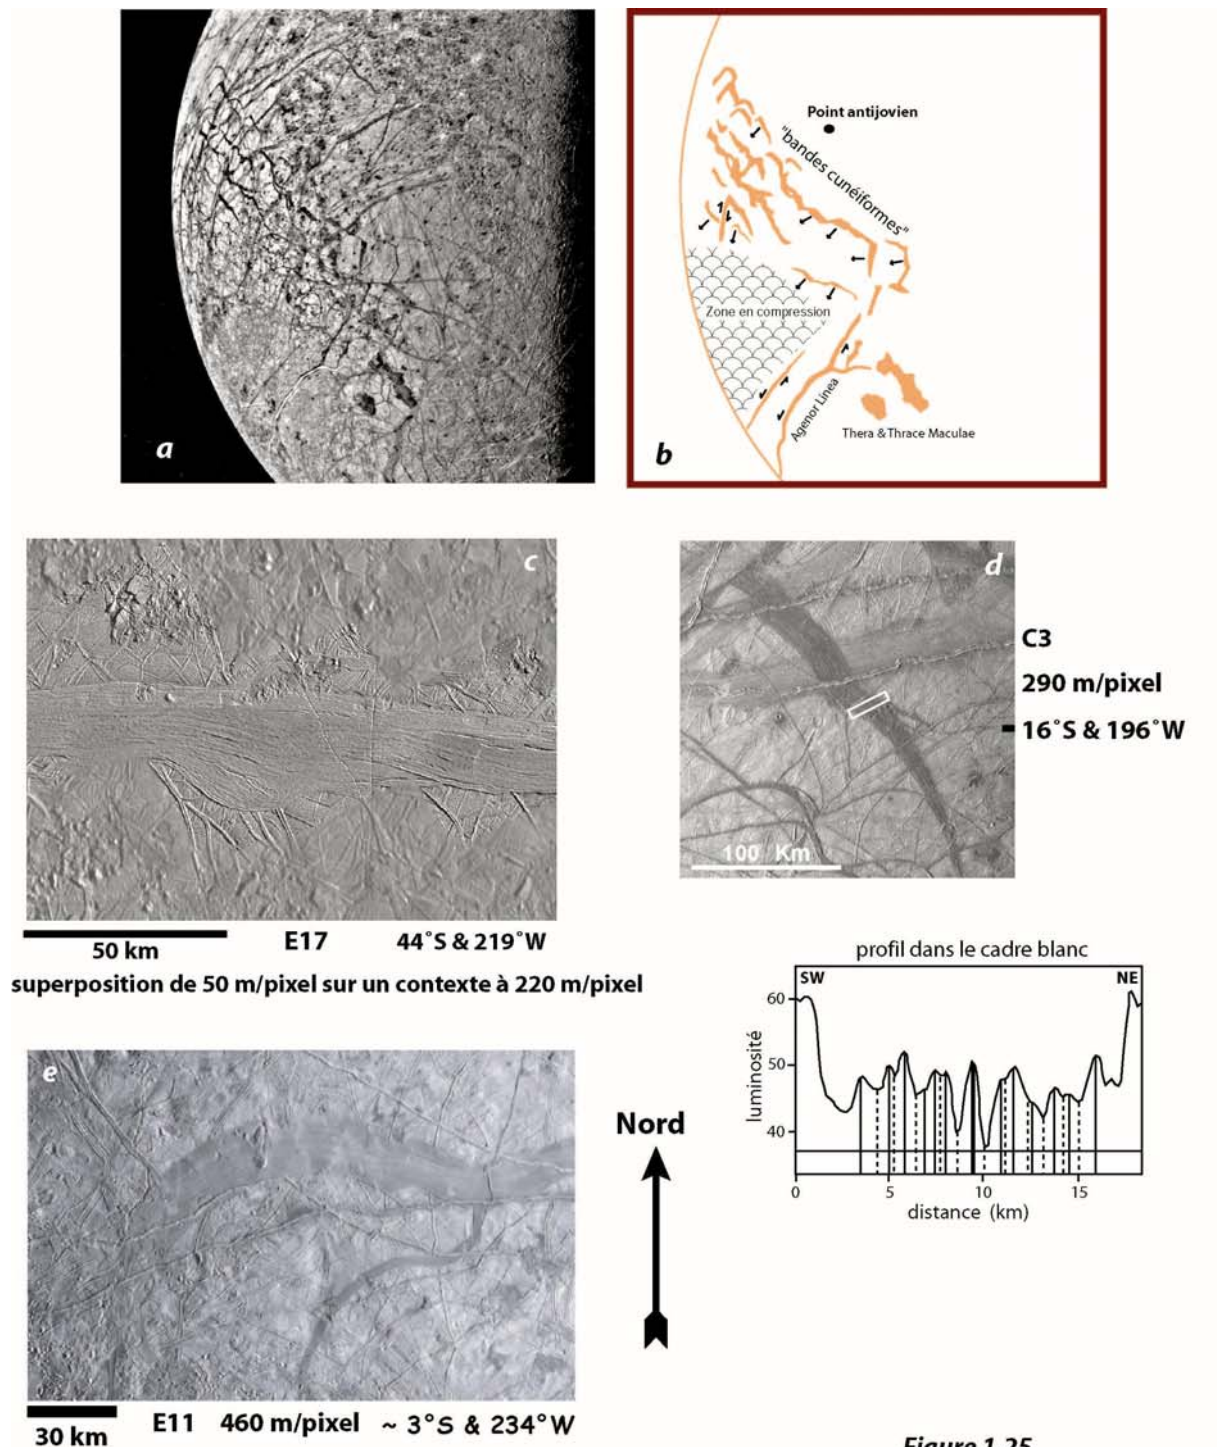 a
Point antijovien
"bandes cunéiformes"
Zone en compression
Agenor Linea
Thera & Thrace Maculae
b
c
50 km
E17
44°S & 219°W
superposition de 50 m/pixel sur un contexte à 220 m/pixel
d
100 Km
C3
290 m/pixel
16°S & 196°W
profil dans le cadre blanc
SW
NE
luminosité
60
50
40
0
5
10
15
distance (km)
e
30 km
E11
460 m/pixel
~ 3°S & 234°W
Nord
Figure 1.25